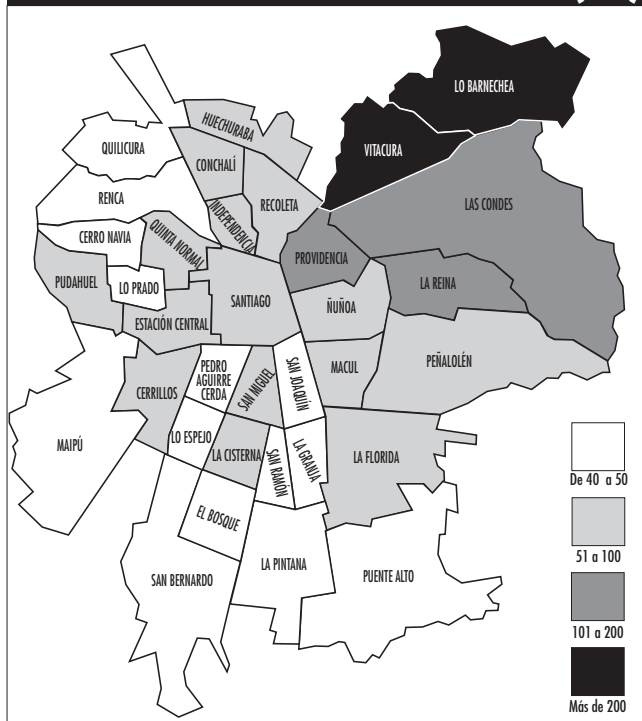 LO BARNECHEA
HUECHURABA
VITACURA
QUILICURA
CONCHALÍ
RENCA
INDEPENDENCIA
RECOLETA
LAS CONDES
CERRO NAVIA
QUINTA NORMAL
PROVIDENCIA
PUDAHUEL
LO PRADO
LA REINA
SANTIAGO
ÑUÑOA
ESTACIÓN CENTRAL
PEDRO
AGUIRRE
CERDA
SAN MIGUEL
SAN JOAQUÍN
MACUL
PEÑALOLÉN
CERRILLOS
MAIPÚ
LO ESPEJO
LA CISTERNA
SAN RAMÓN
LA GRANJA
LA FLORIDA
De 40 a 50
EL BOSQUE
51 a 100
SAN BERNARDO
LA PINTANA
PUENTE ALTO
101 a 200
Más de 200